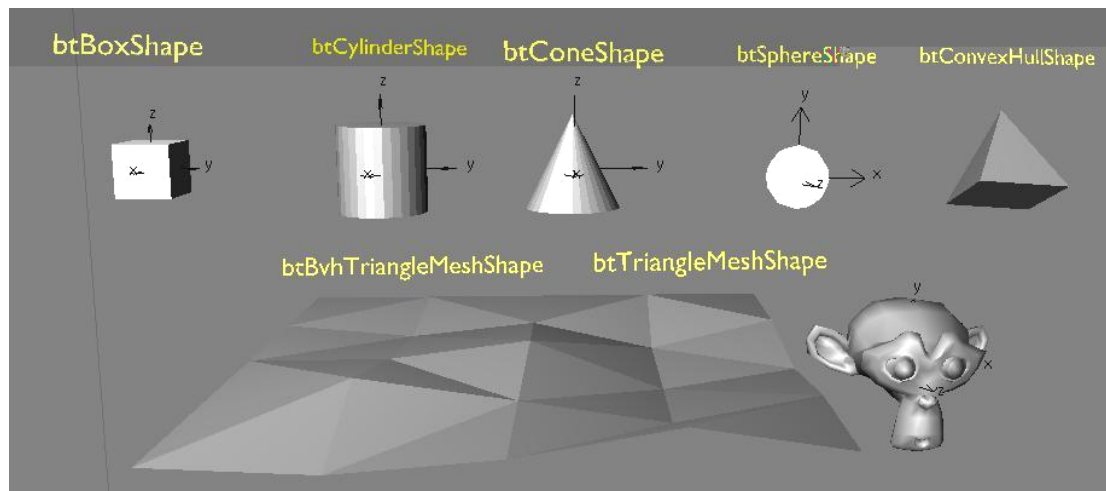 btBoxShape
btCylinderShape
btConeShape
btSphereShape
btConvexHullShape
z
x
y
z
x
y
z
x
y
y
z
x
btBvhTriangleMeshShape
btTriangleMeshShape
y
x
z